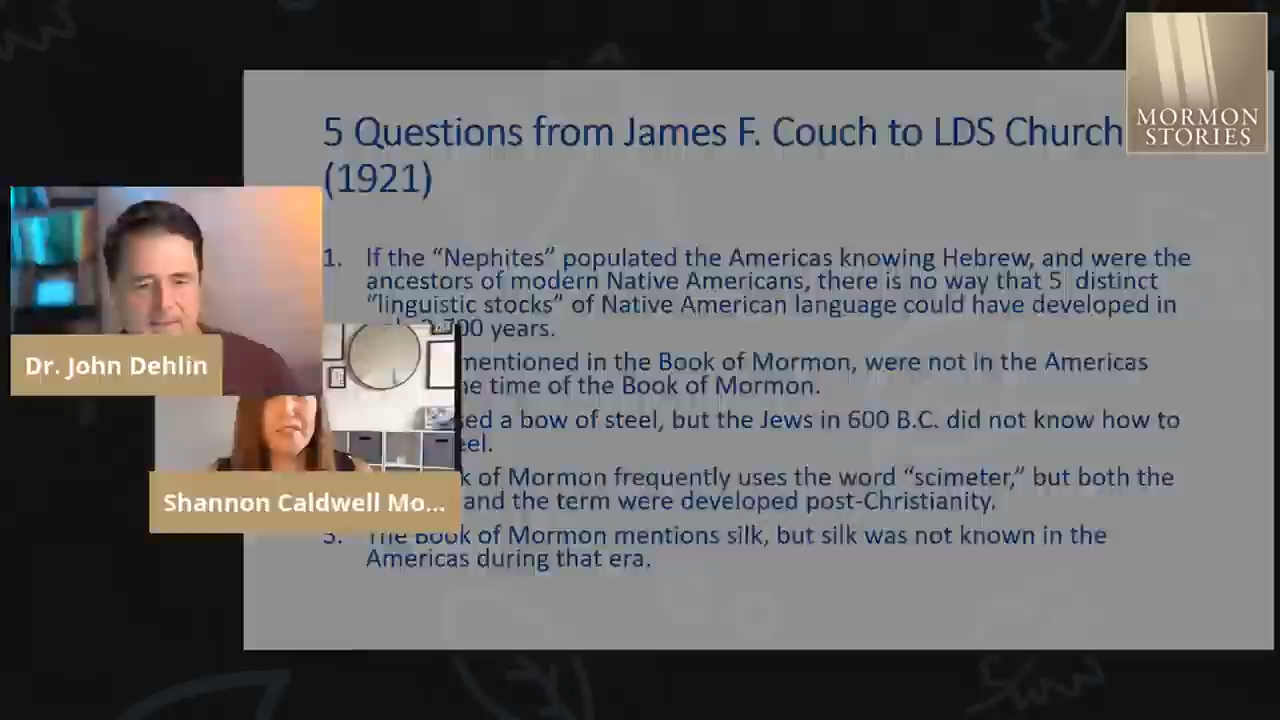 MORMON
STORIES
5 Questions from James F. Couch to LDS Church
(1921)
1. If the “Nephites” populated the Americas knowing Hebrew, and were the
ancestors of modern Native Americans, there is no way that 5 distinct
“linguistic stocks” of Native American language could have developed in
700 years.
mentioned in the Book of Mormon, were not in the Americas
time of the Book of Mormon.
a bow of steel, but the Jews in 600 B.C. did not know how to
of Mormon frequently uses the word “scimeter,” but both the
and the term were developed post-Christianity.
5. The Book of Mormon mentions silk, but silk was not known in the
Americas during that era.
Dr. John Dehlin
Shannon Caldwell Mo...